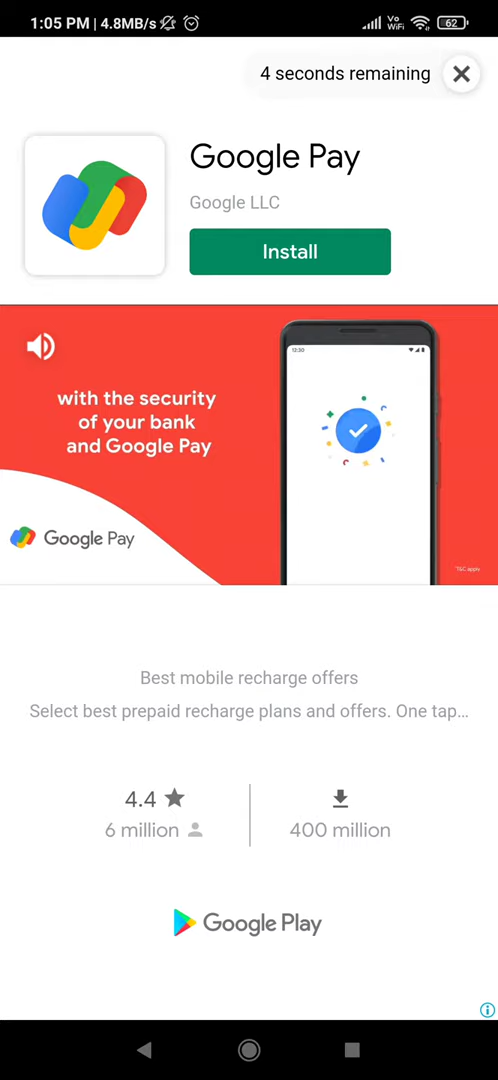 1:05 PM | 4.8MB/s
Vo
WiFi
62
4 seconds remaining
Google Pay
Google LLC
Install
12:30
with the security
of your bank
and Google Pay
Google Pay
*T&C apply
Best mobile recharge offers
Select best prepaid recharge plans and offers. One tap...
4.4
6 million
400 million
Google Play